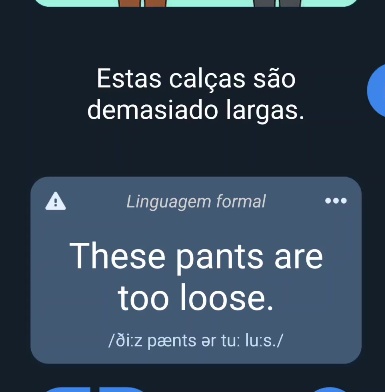 Estas calças são
demasiado largas.
Linguagem formal
These pants are
too loose.
/ðiːz pænts ər tuː luːs./